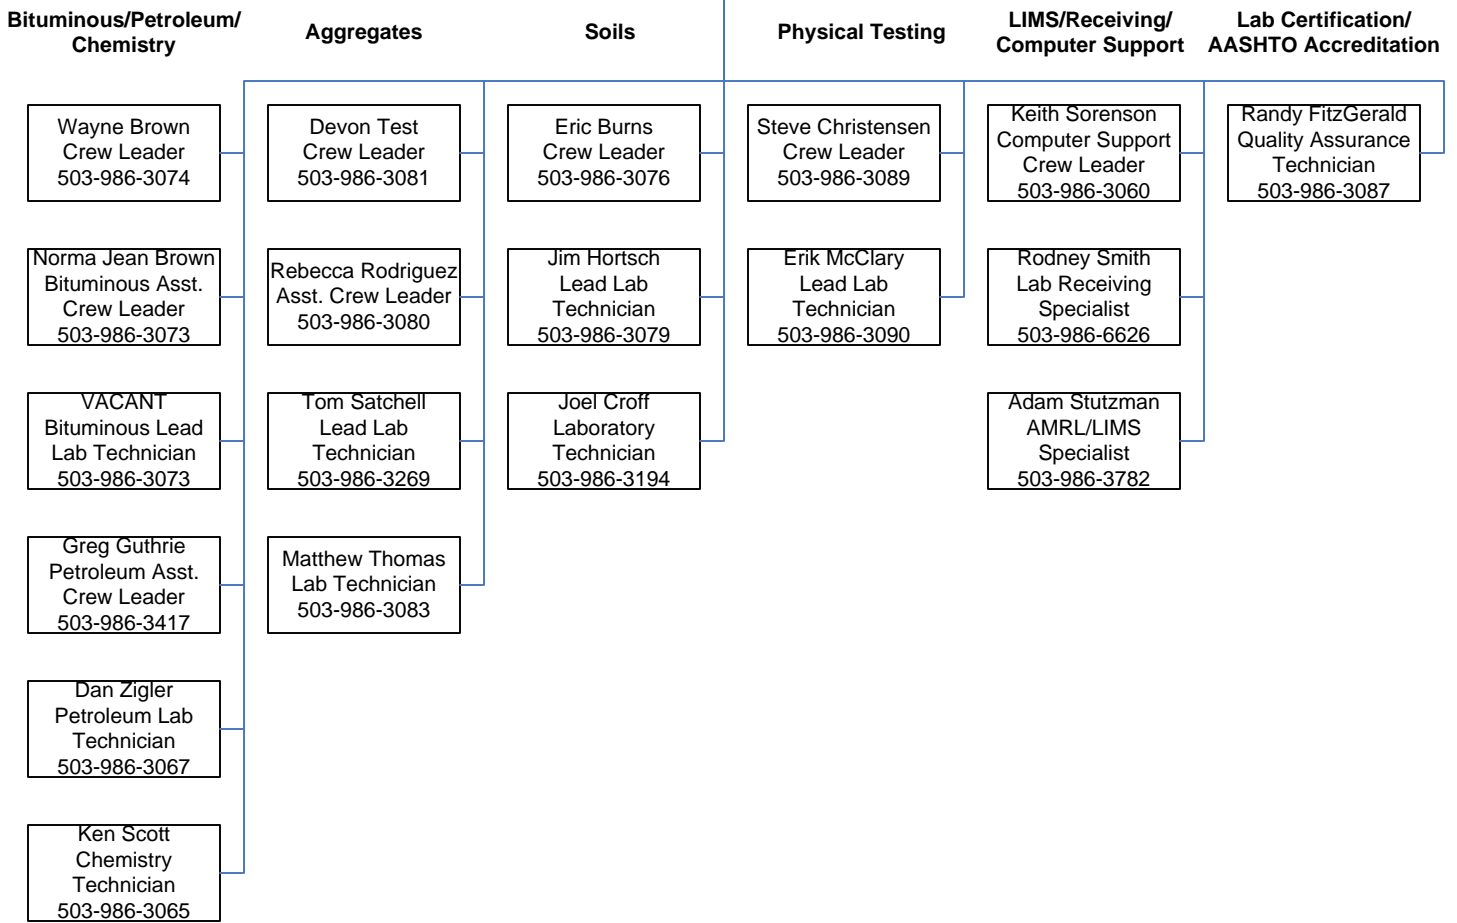 Bituminous/Petroleum/
Chemistry
Aggregates
Soils
Physical Testing
LIMS/Receiving/
Computer Support
Lab Certification/
AASHTO Accreditation
Wayne Brown
Crew Leader
503-986-3074
Devon Test
Crew Leader
503-986-3081
Eric Burns
Crew Leader
503-986-3076
Steve Christensen
Crew Leader
503-986-3089
Keith Sorenson
Computer Support
Crew Leader
503-986-3060
Randy FitzGerald
Quality Assurance
Technician
503-986-3087
Norma Jean Brown
Bituminous Asst.
Crew Leader
503-986-3073
Rebecca Rodriguez
Asst. Crew Leader
503-986-3080
Jim Hortsch
Lead Lab
Technician
503-986-3079
Erik McClary
Lead Lab
Technician
503-986-3090
Rodney Smith
Lab Receiving
Specialist
503-986-6626
VACANT
Bituminous Lead
Lab Technician
503-986-3073
Tom Satchell
Lead Lab
Technician
503-986-3269
Joel Croff
Laboratory
Technician
503-986-3194
Adam Stutzman
AMRL/LIMS
Specialist
503-986-3782
Greg Guthrie
Petroleum Asst.
Crew Leader
503-986-3417
Matthew Thomas
Lab Technician
503-986-3083
Dan Zigler
Petroleum Lab
Technician
503-986-3067
Ken Scott
Chemistry
Technician
503-986-3065